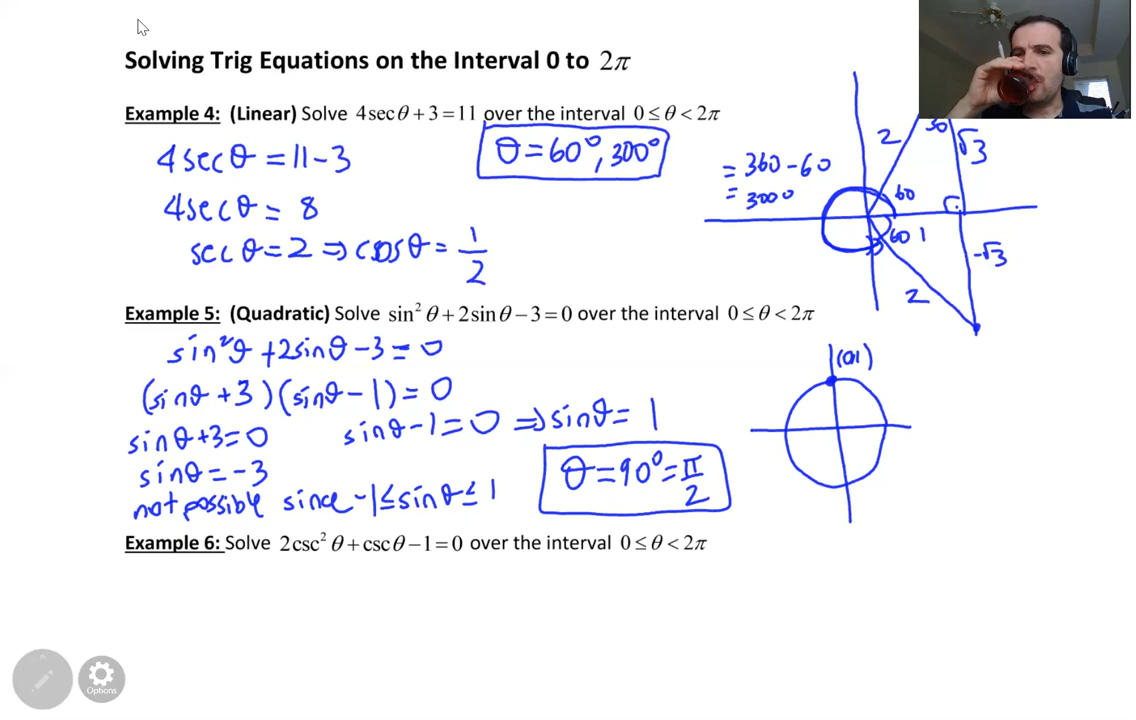 Solving Trig Equations on the Interval 0 to 2π
Example 4: (Linear) Solve 4secθ+3=11 over the interval 0≤θ<2π
4secθ=11-3
θ=60°,300°
4secθ= 8
secθ=2⇒cosθ=1/2
=360-60
=300°
2
30
√3
60
60
1
-√3
2
Example 5: (Quadratic) Solve sin²θ+2sinθ−3=0 over the interval 0≤θ<2π
sin²θ+2sinθ-3=0
(sinθ+3)(sinθ-1)=0
sinθ+3=0
sinθ-1=0 ⇒sinθ= 1
sinθ=-3
θ=90°=π/2
not possible since -1≤sinθ≤1
(0,1)
Example 6: Solve 2csc²θ+cscθ−1=0 over the interval 0≤θ<2π
Options